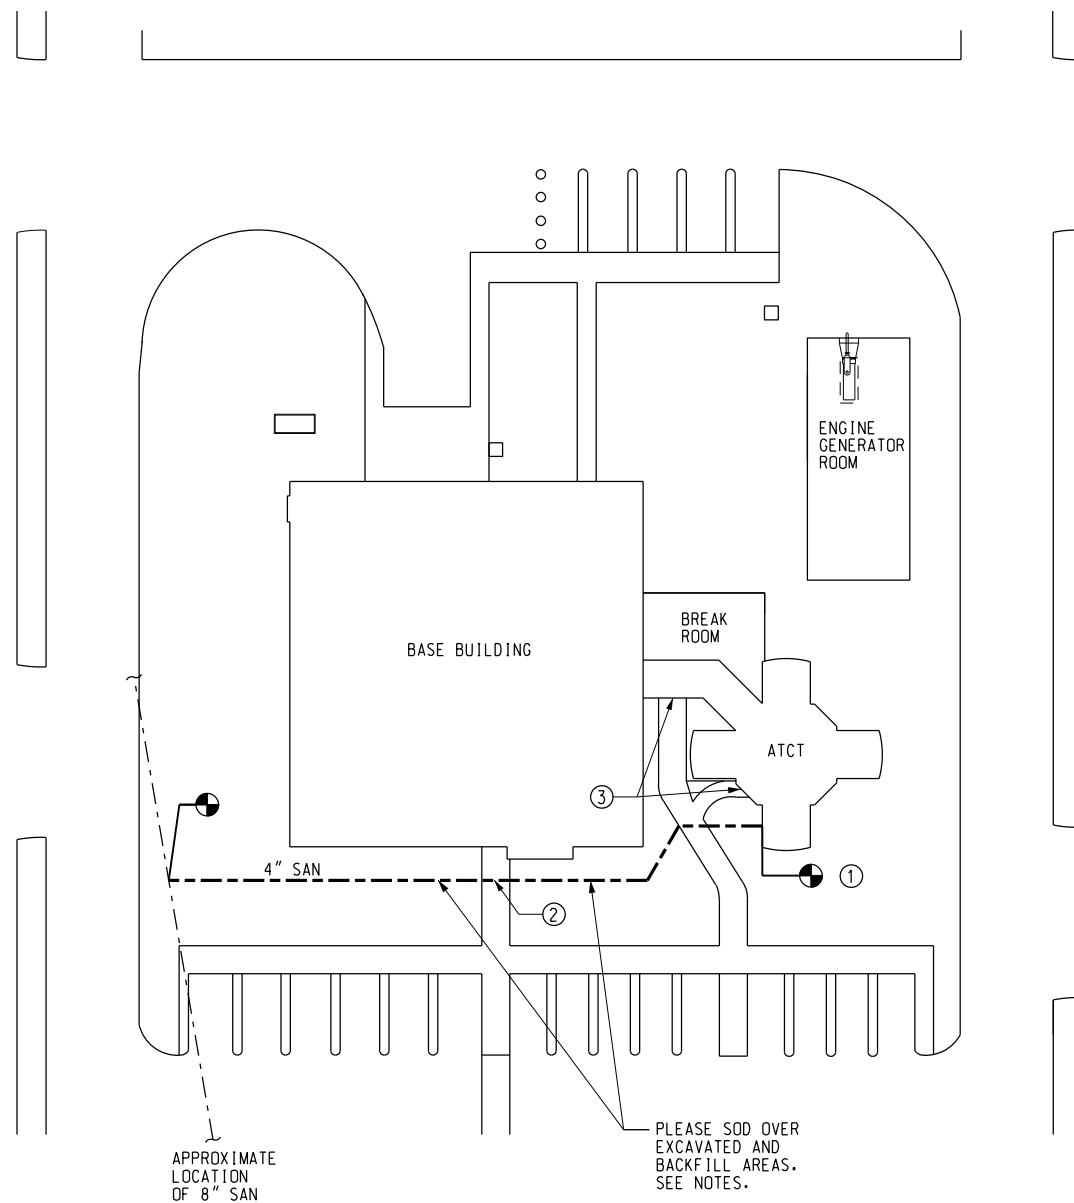 ENGINE
GENERATOR
ROOM
BREAK
ROOM
BASE BUILDING
ATCT
3
4" SAN
1
2
PLEASE SOD OVER
EXCAVATED AND
BACKFILL AREAS.
SEE NOTES.
APPROXIMATE
LOCATION
OF 8" SAN